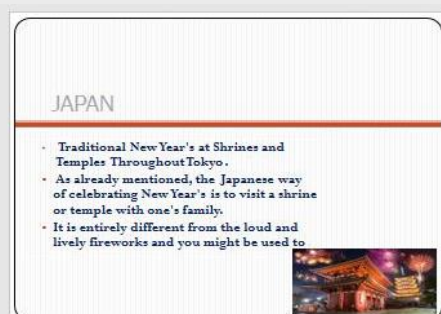 JAPAN
Traditional New Year's at Shrines and
Temples Throughout Tokyo.
As already mentioned, the Japanese way
of celebrating New Year's is to visit a shrine
or temple with one's family.
It is entirely different from the loud and
lively fireworks and you might be used to